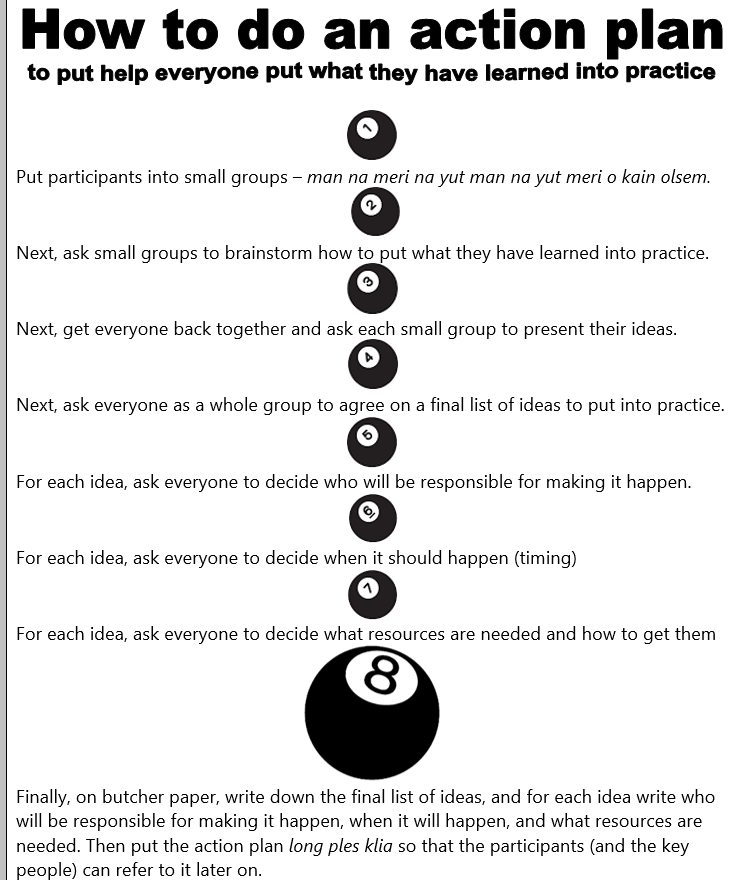 How to do an action plan
to put help everyone put what they have learned into practice
1
Put participants into small groups – man na meri na yut man na yut meri o kain olsem.
2
Next, ask small groups to brainstorm how to put what they have learned into practice.
3
Next, get everyone back together and ask each small group to present their ideas.
4
Next, ask everyone as a whole group to agree on a final list of ideas to put into practice.
5
For each idea, ask everyone to decide who will be responsible for making it happen.
6
For each idea, ask everyone to decide when it should happen (timing)
7
For each idea, ask everyone to decide what resources are needed and how to get them
8
Finally, on butcher paper, write down the final list of ideas, and for each idea write who
will be responsible for making it happen, when it will happen, and what resources are
needed. Then put the action plan long ples klia so that the participants (and the key
people) can refer to it later on.